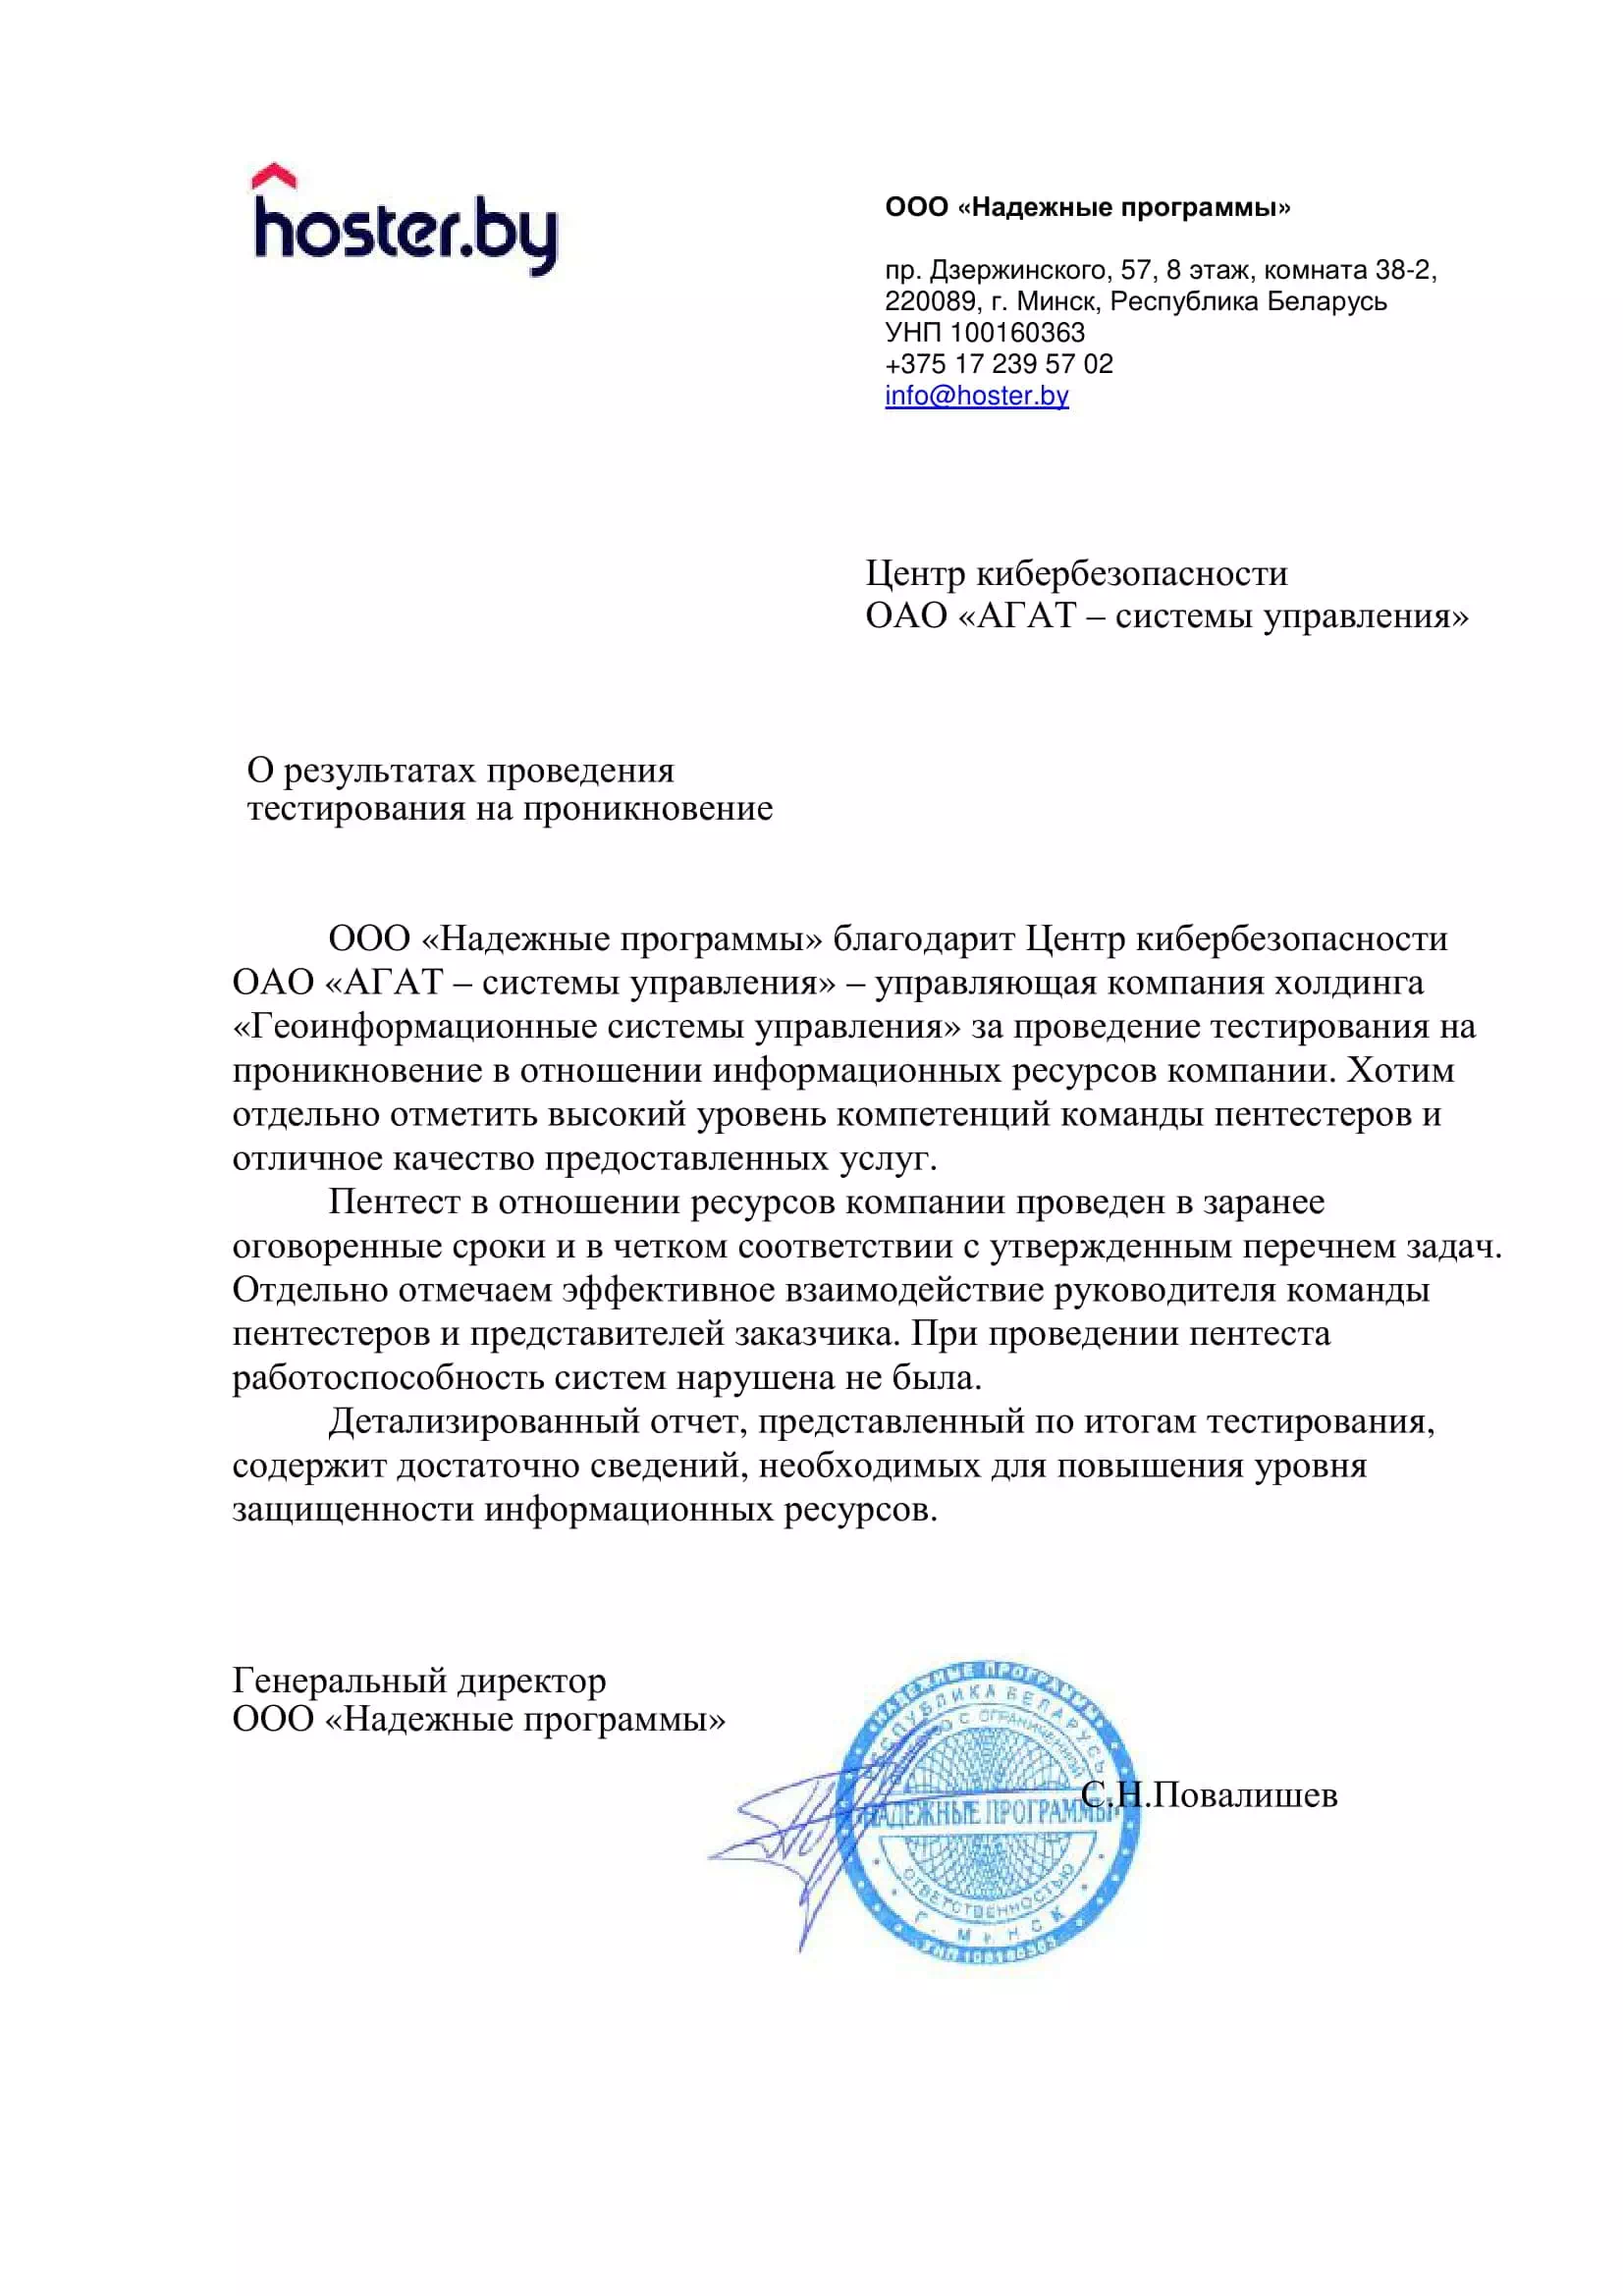 hoster.by
ООО «Надежные программы»
пр. Дзержинского, 57, 8 этаж, комната 38-2,
220089, г. Минск, Республика Беларусь
УНП 100160363
+375 17 239 57 02
info@hoster.by
Центр кибербезопасности
ОАО «АГАТ – системы управления»
О результатах проведения
тестирования на проникновение
ООО «Надежные программы» благодарит Центр кибербезопасности
ОАО «АГАТ – системы управления» – управляющая компания холдинга
«Геоинформационные системы управления» за проведение тестирования на
проникновение в отношении информационных ресурсов компании. Хотим
отдельно отметить высокий уровень компетенций команды пентестеров и
отличное качество предоставленных услуг.
Пентест в отношении ресурсов компании проведен в заранее
оговоренные сроки и в четком соответствии с утвержденным перечнем задач.
Отдельно отмечаем эффективное взаимодействие руководителя команды
пентестеров и представителей заказчика. При проведении пентеста
работоспособность систем нарушена не была.
Детализированный отчет, представленный по итогам тестирования,
содержит достаточно сведений, необходимых для повышения уровня
защищенности информационных ресурсов.
Генеральный директор
ООО «Надежные программы»
С.Н.Повалишев
НАДЕЖНЫЕ ПРОГРАММЫ
РЕСПУБЛИКА БЕЛАРУСЬ
ОБЩЕСТВО С ОГРАНИЧЕННОЙ
НАДЕЖНЫЕ ПРОГРАММЫ
ОТВЕТСТВЕННОСТЬЮ
Г. МИНСК
УНП 100160363